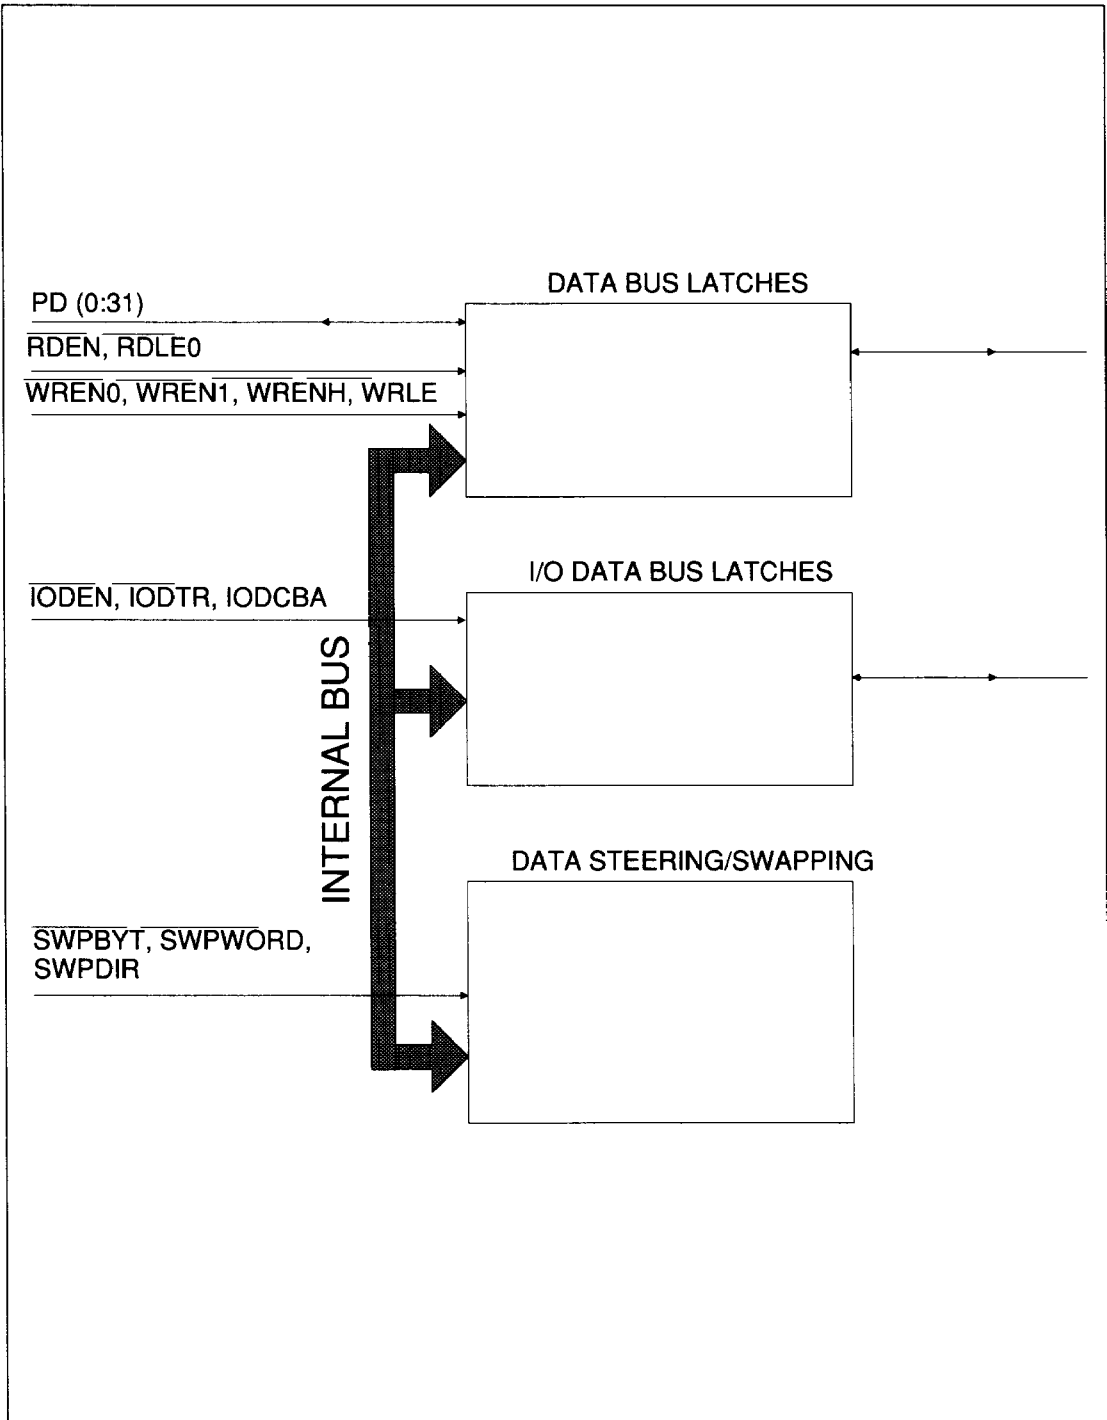 DATA BUS LATCHES
PD (0:31)
RDEN, RDLE0
WREN0, WREN1, WRENH, WRLE
I/O DATA BUS LATCHES
IODEN, IODTR, IODCBA
INTERNAL BUS
DATA STEERING/SWAPPING
SWPBYT, SWPWORD,
SWPDIR